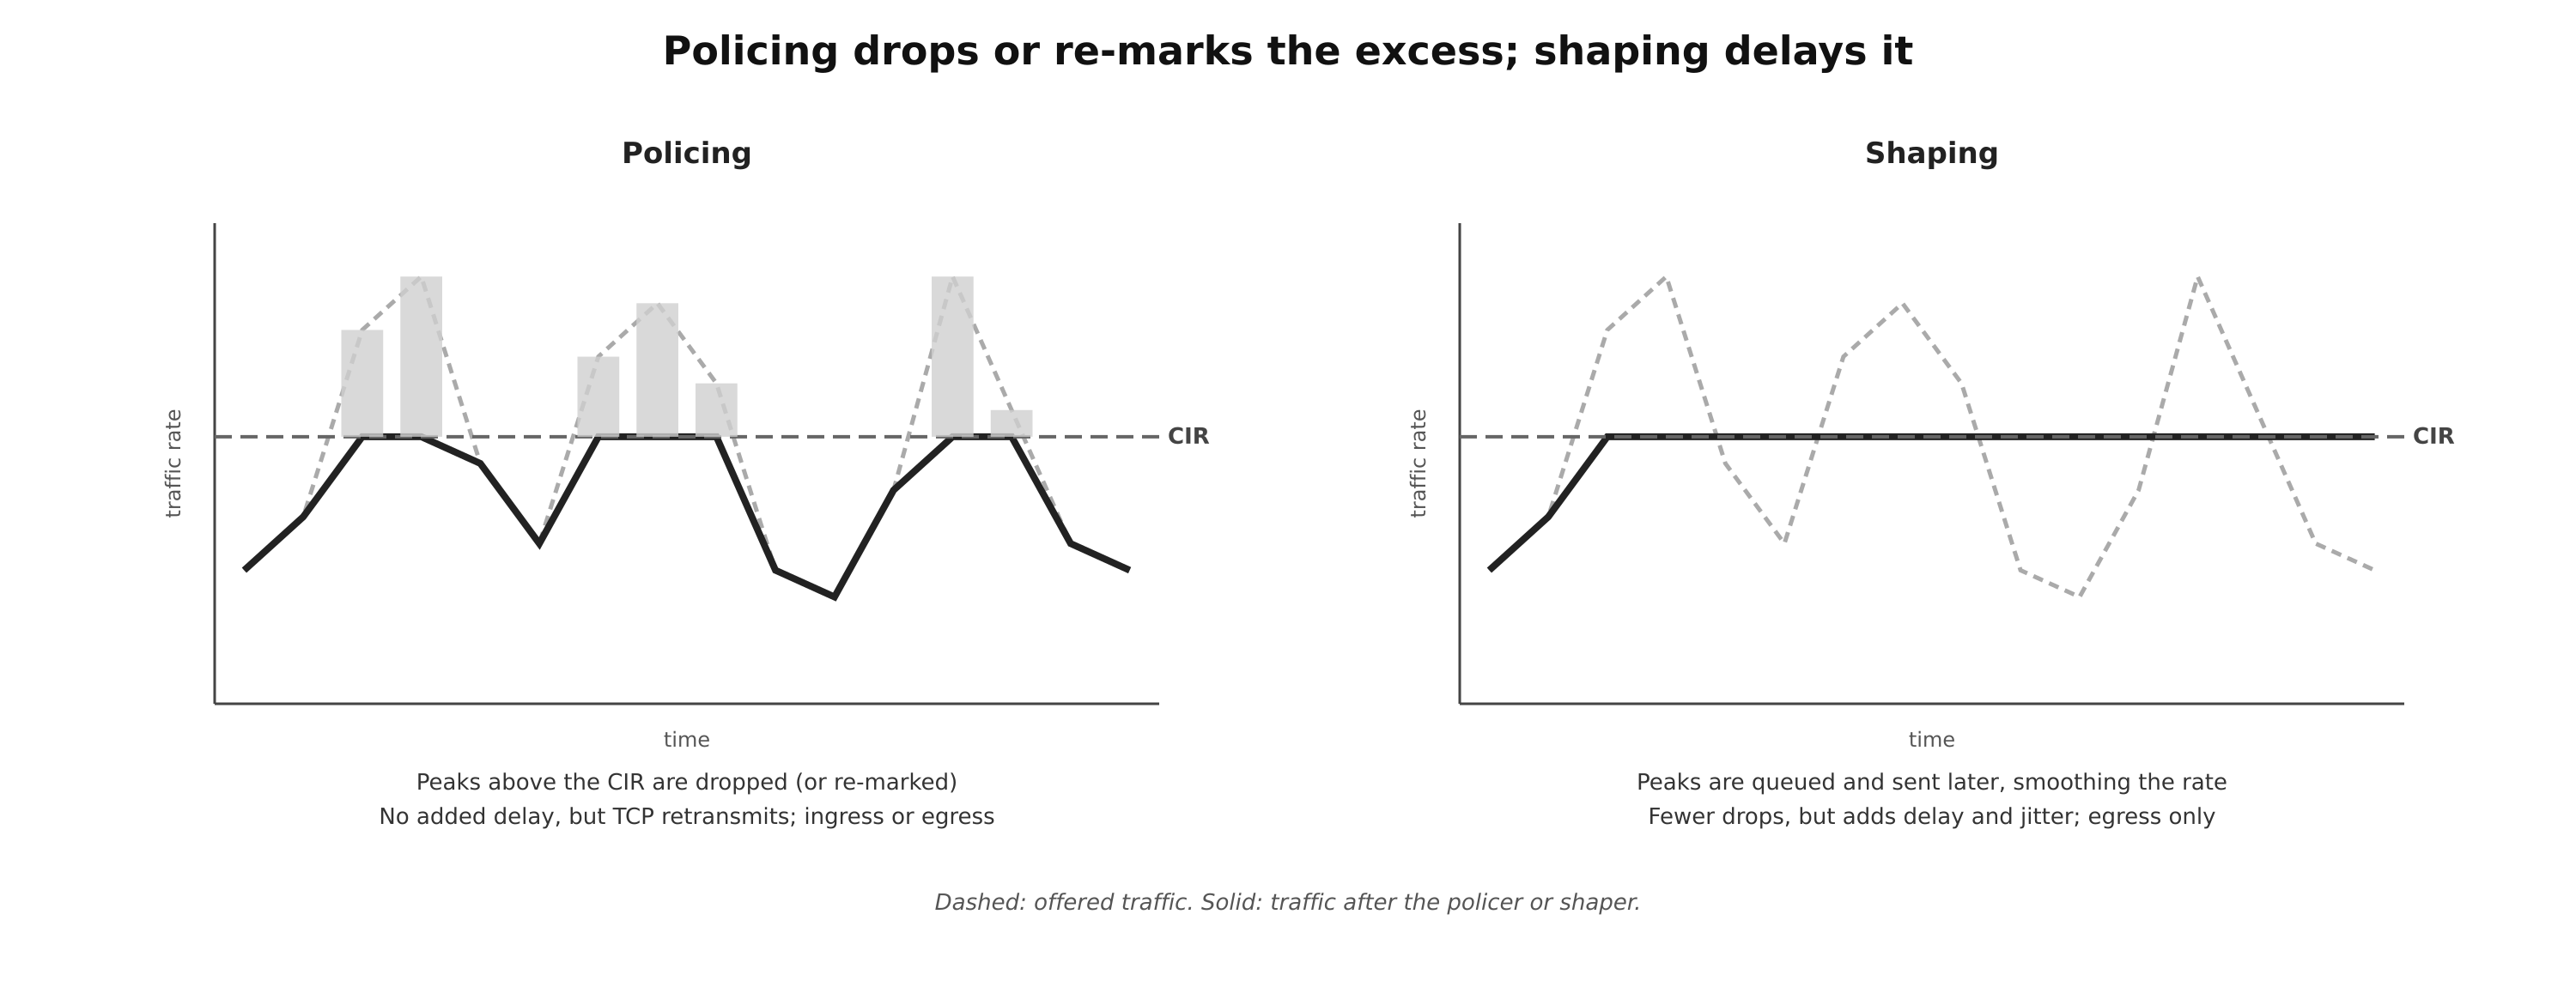 Policing drops or re-marks the excess; shaping delays it
Policing
traffic rate
CIR
time
Peaks above the CIR are dropped (or re-marked)
No added delay, but TCP retransmits; ingress or egress
Shaping
traffic rate
CIR
time
Peaks are queued and sent later, smoothing the rate
Fewer drops, but adds delay and jitter; egress only
Dashed: offered traffic. Solid: traffic after the policer or shaper.